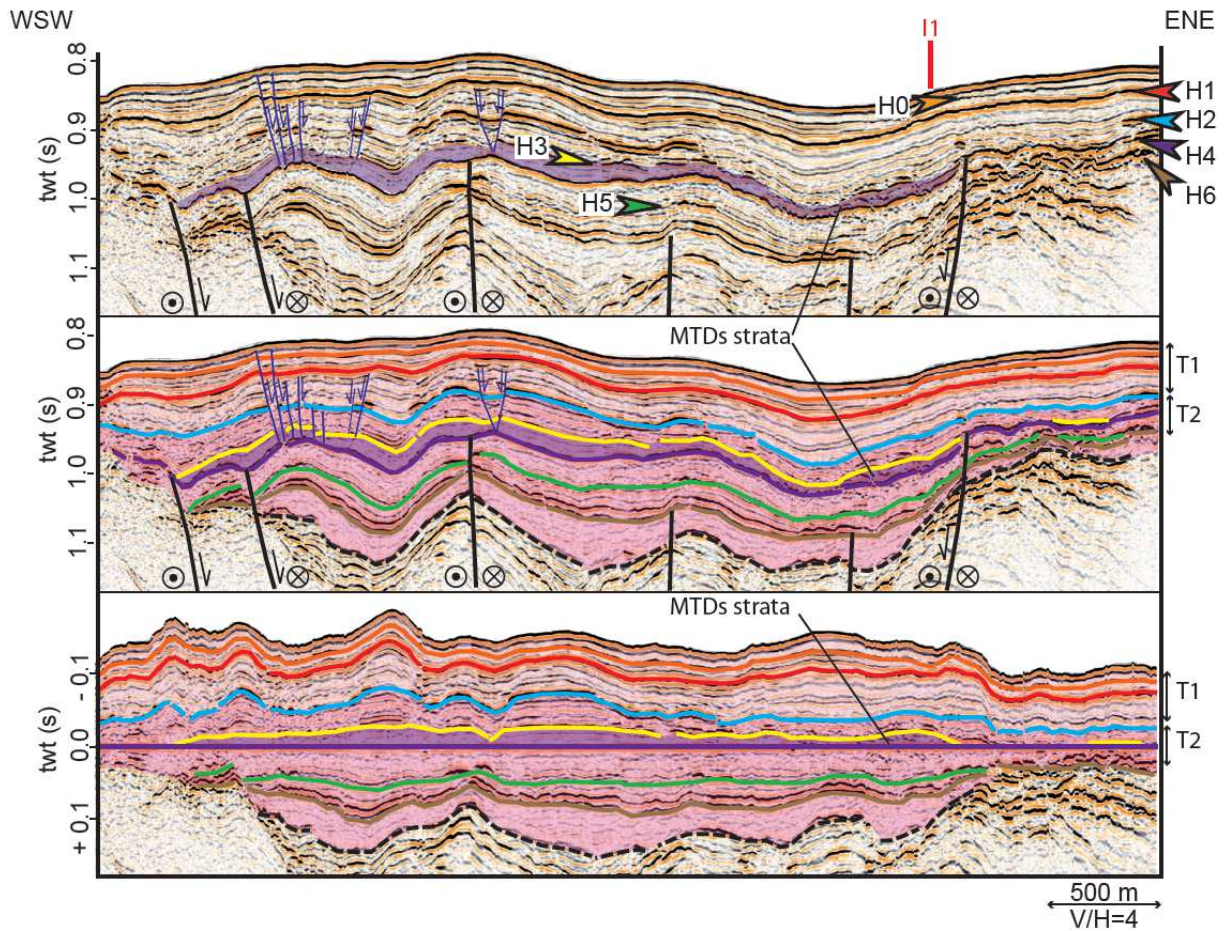 WSW
ENE
I1
0.8
0.9
1.0
1.1
twt (s)
H0
H1
H2
H3
H4
H5
H6
MTDs strata
0.8
0.9
1.0
1.1
twt (s)
T1
T2
MTDs strata
- 0.1
0.0
+ 0.1
twt (s)
T1
T2
500 m
V/H=4